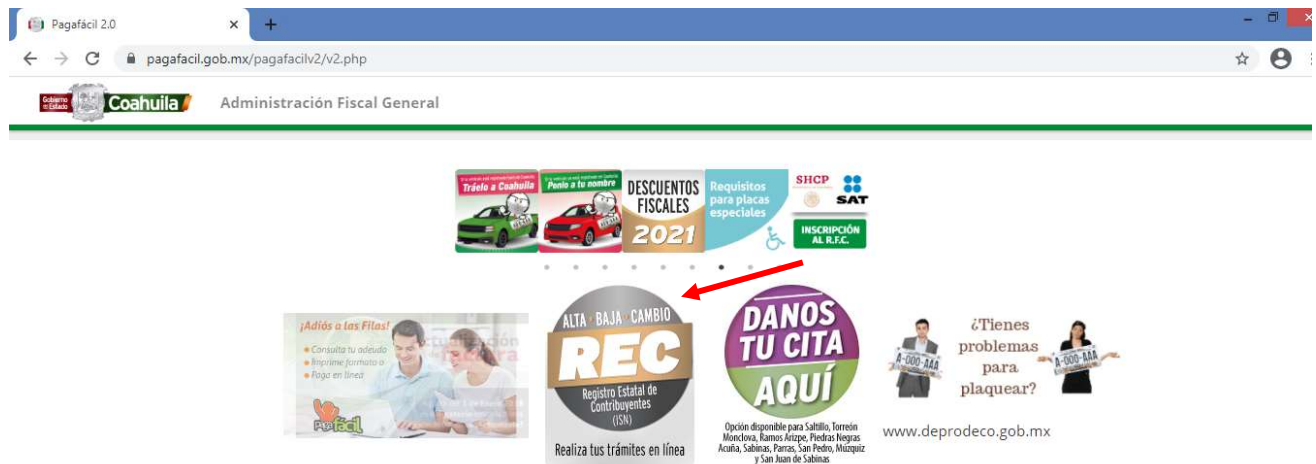 Pagafácil 2.0
pagafacil.gob.mx/pagafacilv2/v2.php
Gobierno de Estado
Coahuila
Administración Fiscal General
Tráelo a Coahuila
Ponlo a tu nombre
DESCUENTOS
FISCALES
2021
Requisitos
para placas
especiales
SHCP
SAT
INSCRIPCIÓN
AL R.F.C.
¡Adiós a las Filas!
Consulta tu adeudo
Imprime formato o
Paga en línea
Pagafácil
ALTA · BAJA · CAMBIO
REC
Registro Estatal de
Contribuyentes
(ISN)
Realiza tus trámites en línea
DANOS
TU CITA
AQUÍ
Opción disponible para Saltillo, Torreón
Monclova, Ramos Arizpe, Piedras Negras
Acuña, Sabinas, Parras, San Pedro, Múzquiz
y San Juan de Sabinas
¿Tienes
problemas
para
plaquear?
A-000-AAA
A-000-AAA
www.deprodeco.gob.mx